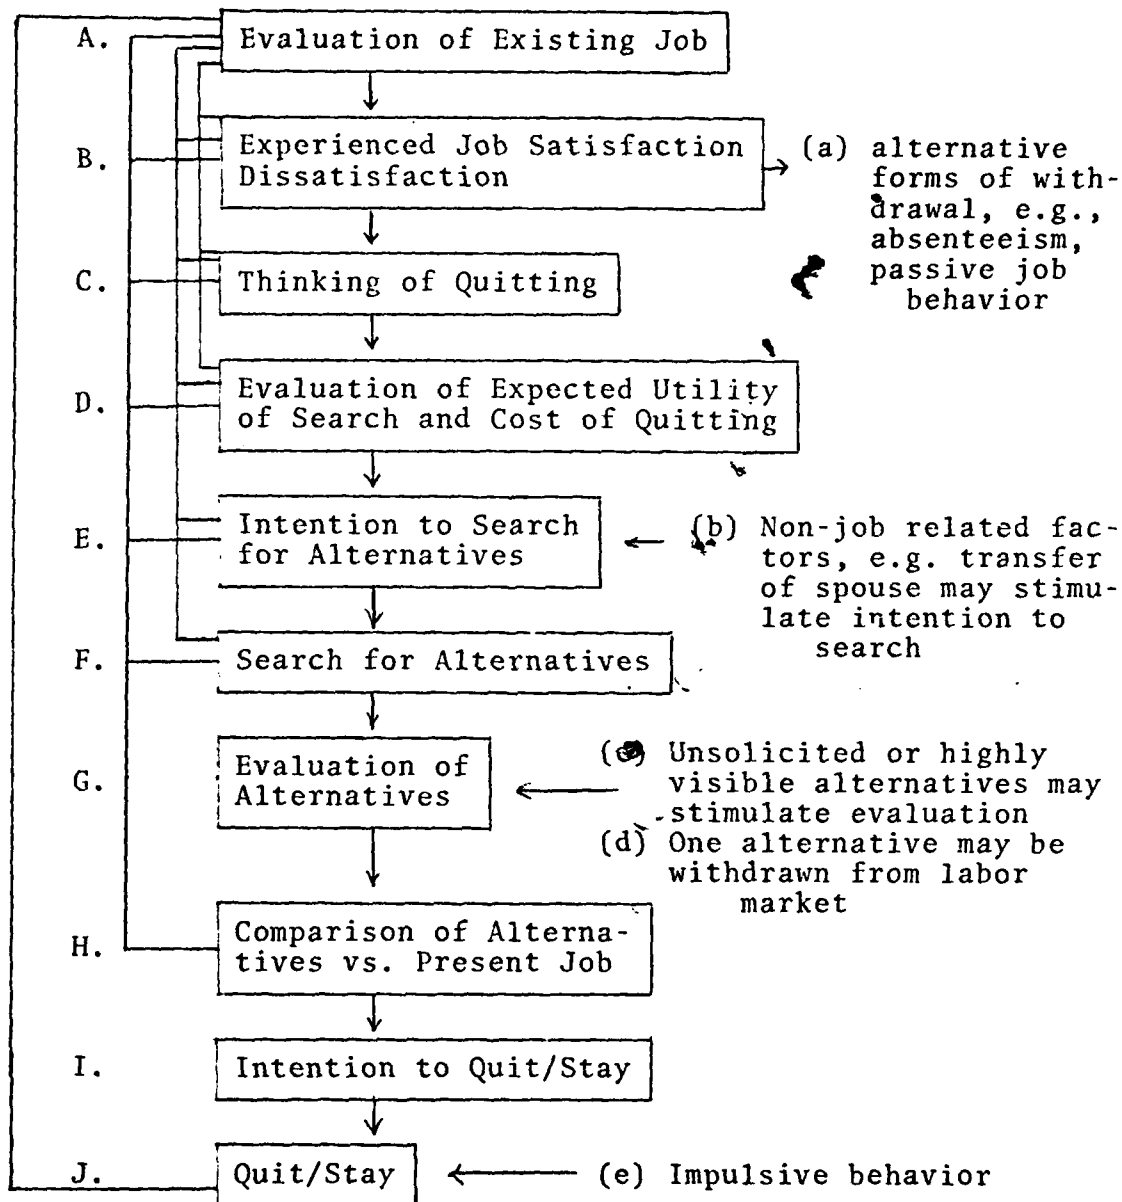 A.
Evaluation of Existing Job
B.
Experienced Job Satisfaction
Dissatisfaction
(a) alternative
forms of with-
drawal, e.g.,
absenteeism,
passive job
behavior
C.
Thinking of Quitting
D.
Evaluation of Expected Utility
of Search and Cost of Quitting
E.
Intention to Search
for Alternatives
(b) Non-job related fac-
tors, e.g. transfer
of spouse may stimu-
late intention to
search
F.
Search for Alternatives
G.
Evaluation of
Alternatives
Unsolicited or highly
visible alternatives may
stimulate evaluation
(d) One alternative may be
withdrawn from labor
market
H.
Comparison of Alterna-
tives vs. Present Job
I.
Intention to Quit/Stay
J.
Quit/Stay
(e) Impulsive behavior